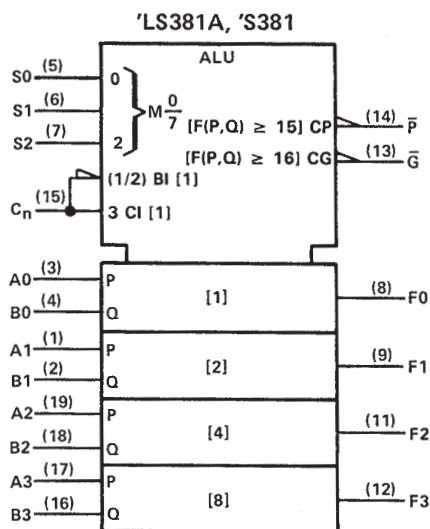 'LS381A, 'S381
ALU
S0 (5) 0
S1 (6) M 0/7
S2 (7) 2
[F(P,Q) ≥ 15] CP (14) P̅
[F(P,Q) ≥ 16] CG (13) G̅
(1/2) BI [1]
Cn (15) 3 CI [1]
A0 (3) P
B0 (4) Q [1] (8) F0
A1 (1) P
B1 (2) Q [2] (9) F1
A2 (19) P
B2 (18) Q [4] (11) F2
A3 (17) P
B3 (16) Q [8] (12) F3